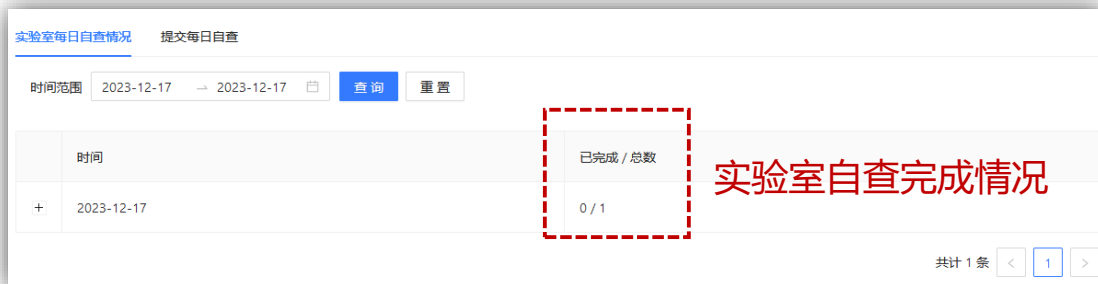 实验室每日自查情况 提交每日自查
时间范围 2023-12-17 → 2023-12-17 查 询 重 置
时间 已完成 / 总数
实验室自查完成情况
+ 2023-12-17 0 / 1
共计 1 条 < 1 >